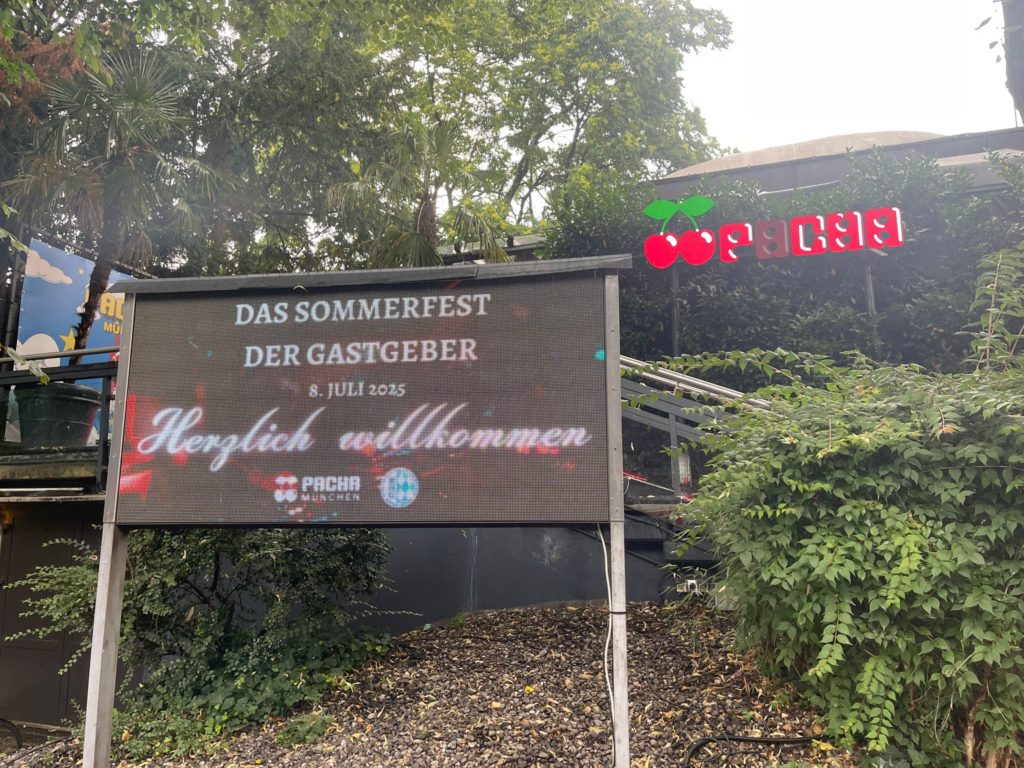 DAS SOMMERFEST
DER GASTGEBER
8. JULI 2025
Herzlich willkommen
PACHA
MÜNCHEN
PACHA